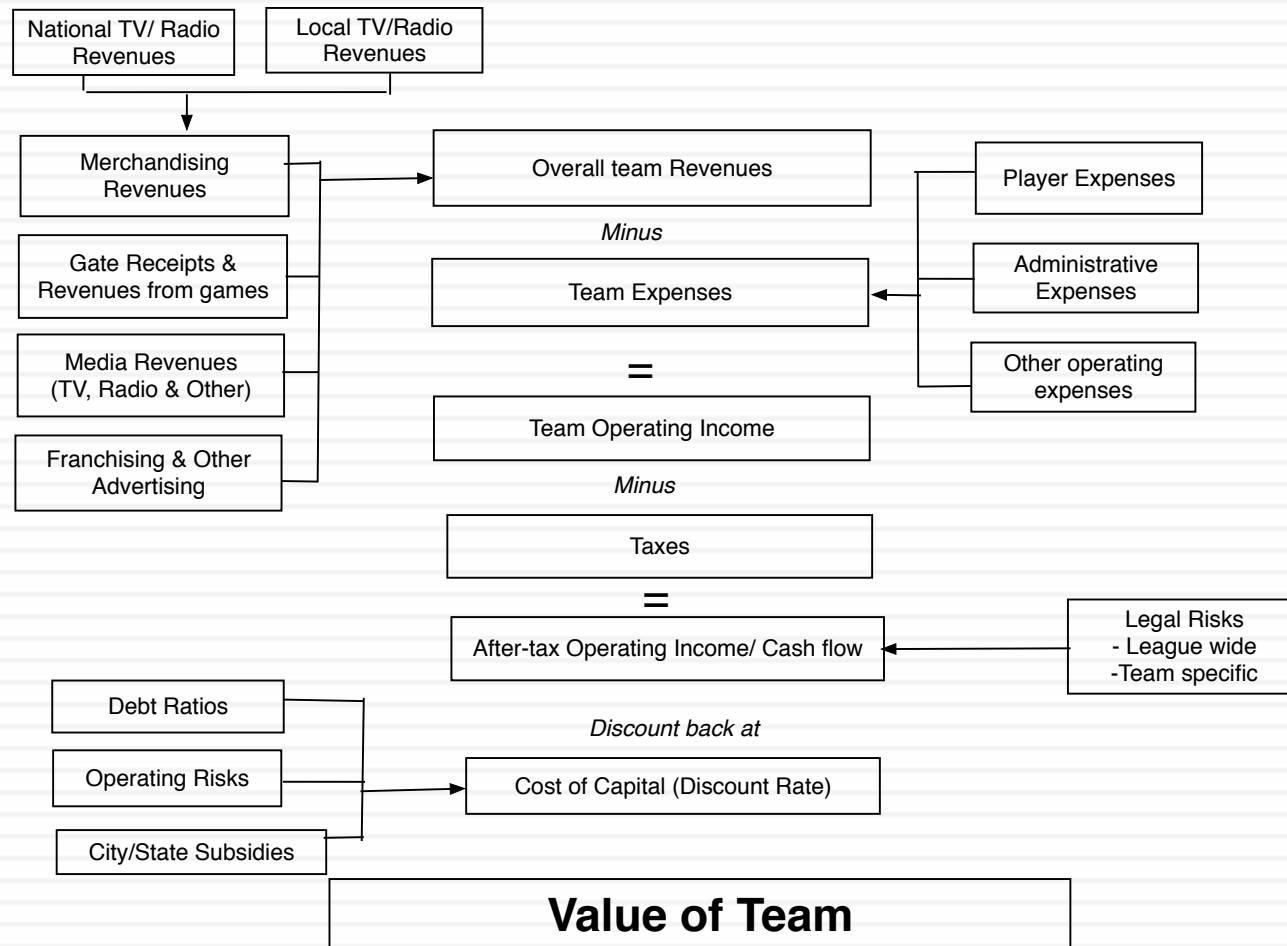 National TV/ Radio
Revenues
Local TV/Radio
Revenues
Merchandising
Revenues
Overall team Revenues
Player Expenses
Minus
Gate Receipts &
Revenues from games
Team Expenses
Administrative
Expenses
Media Revenues
(TV, Radio & Other)
=
Other operating
expenses
Team Operating Income
Franchising & Other
Advertising
Minus
Taxes
=
After-tax Operating Income/ Cash flow
Legal Risks
- League wide
-Team specific
Debt Ratios
Discount back at
Operating Risks
Cost of Capital (Discount Rate)
City/State Subsidies
Value of Team